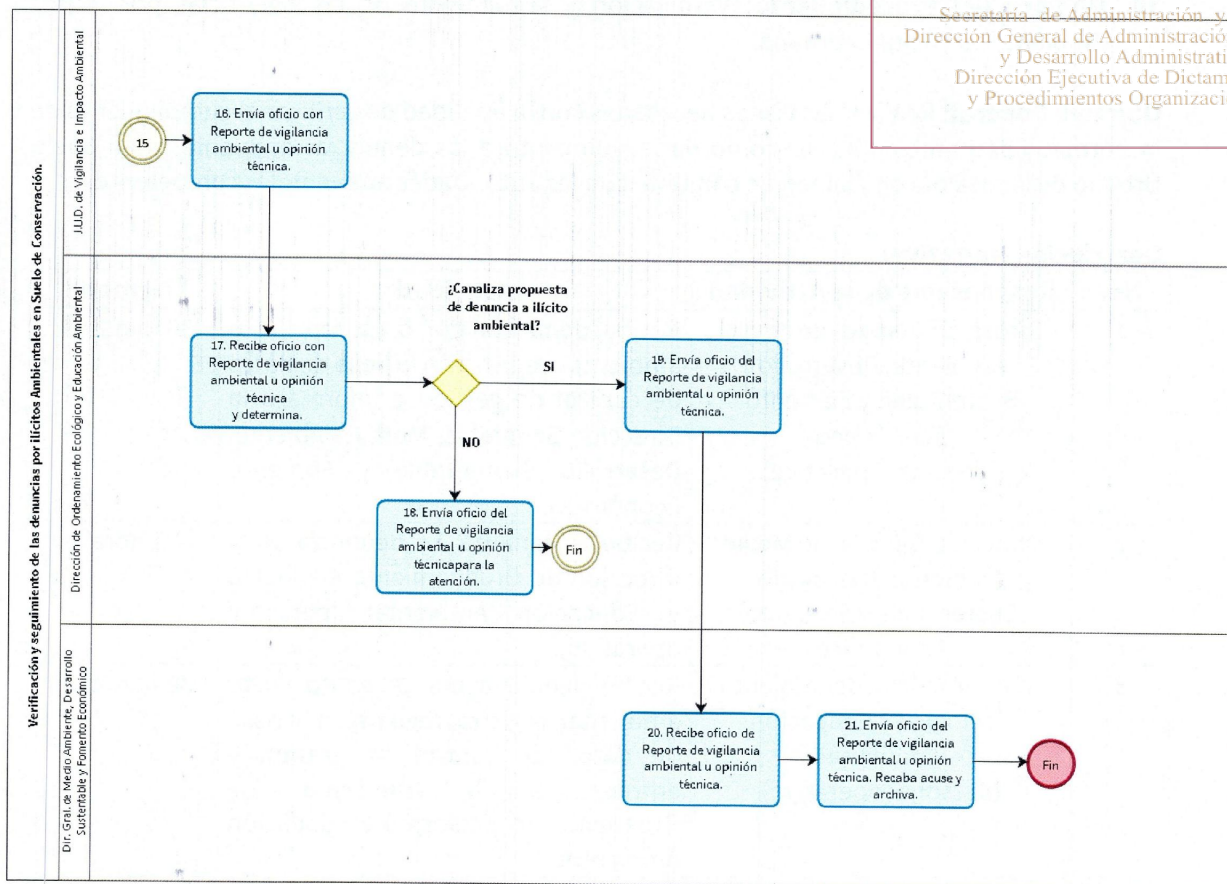 Secretaría de Administración y
Dirección General de Administración
y Desarrollo Administrati
Dirección Ejecutiva de Dictam
y Procedimientos Organizaci
Verificación y seguimiento de las denuncias por ilícitos Ambientales en Suelo de Conservación.
J.U.D. de Vigilancia e Impacto Ambiental
15
16. Envía oficio con
Reporte de vigilancia
ambiental u opinión
técnica.
Dirección de Ordenamiento Ecológico y Educación Ambiental
¿Canaliza propuesta
de denuncia a ilícito
ambiental?
17. Recibe oficio con
Reporte de vigilancia
ambiental u opinión
técnica
y determina.
SI
19. Envía oficio del
Reporte de vigilancia
ambiental u opinión
técnica.
NO
18. Envía oficio del
Reporte de vigilancia
ambiental u opinión
técnicapara la
atención.
Fin
Dir. Gral. de Medio Ambiente, Desarrollo
Sustentable y Fomento Económico
20. Recibe oficio de
Reporte de vigilancia
ambiental u opinión
técnica.
21. Envía oficio del
Reporte de vigilancia
ambiental u opinión
técnica. Recaba acuse y
archiva.
Fin